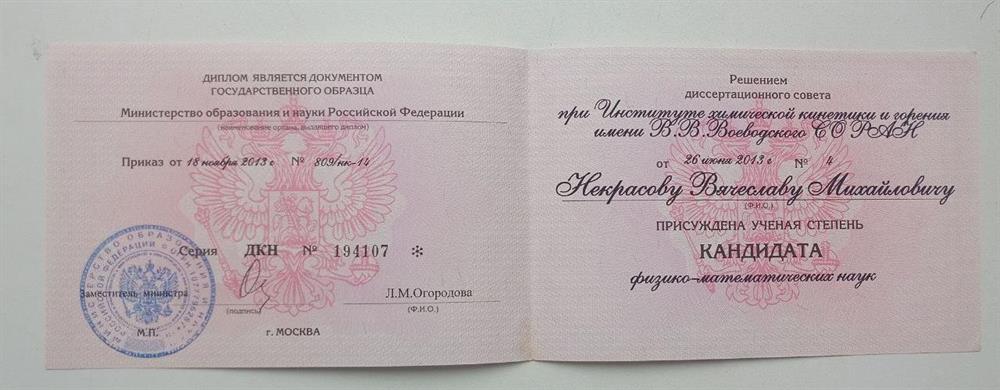 ДИПЛОМ ЯВЛЯЕТСЯ ДОКУМЕНТОМ
ГОСУДАРСТВЕННОГО ОБРАЗЦА
Министерство образования и науки Российской Федерации
(наименование органа, выдавшего диплом)
Приказ от 18 ноября 2013 г № 809/нк-14
Серия ДКН № 194107 *
Заместитель министра
Л.М.Огородова
(подпись)
(Ф.И.О.)
М.П.
г. МОСКВА
Решением
диссертационного совета
при Институте химической кинетики и горения
имени В.В.Воеводского СО РАН
от 26 июня 2013 г № 4
Некрасову Вячеславу Михайловичу
(Ф.И.О.)
ПРИСУЖДЕНА УЧЕНАЯ СТЕПЕНЬ
КАНДИДАТА
физико-математических наук